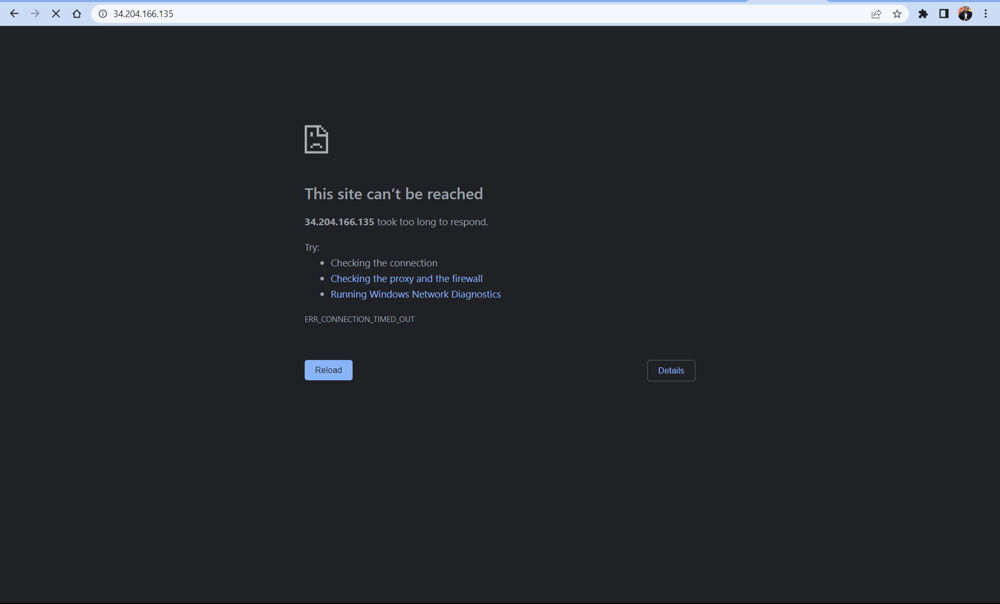 34.204.166.135
This site can’t be reached
34.204.166.135 took too long to respond.
Try:
Checking the connection
Checking the proxy and the firewall
Running Windows Network Diagnostics
ERR_CONNECTION_TIMED_OUT
Reload
Details